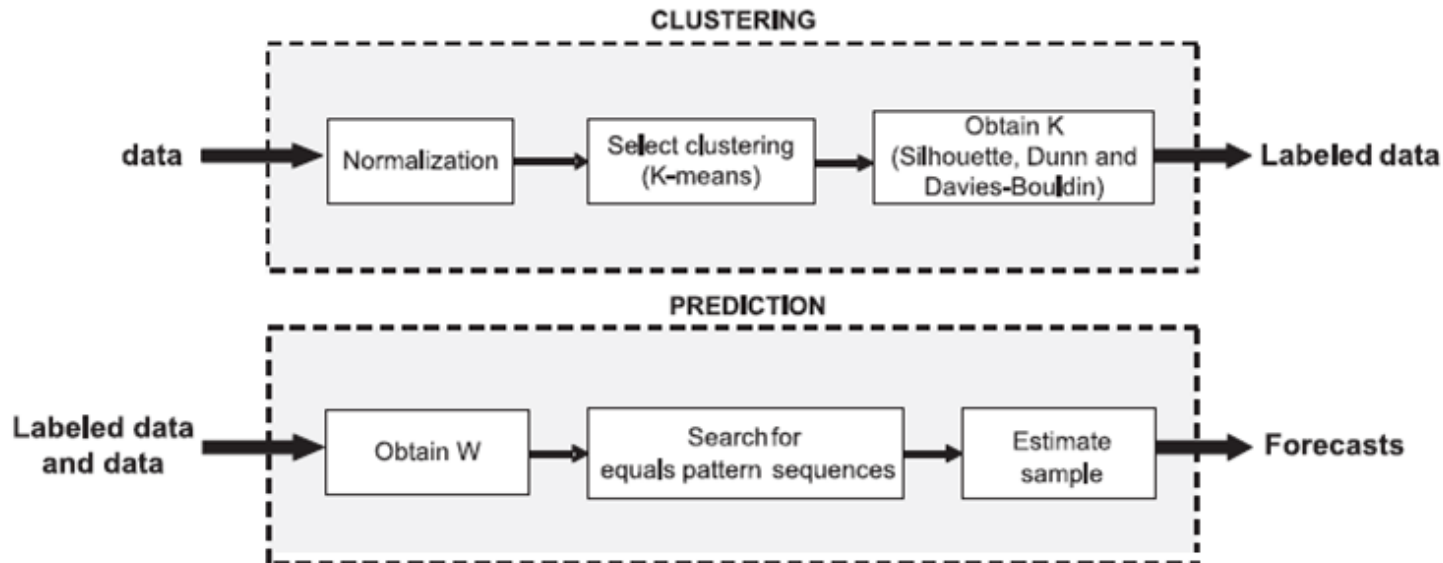 CLUSTERING
data
Normalization
Select clustering
(K-means)
Obtain K
(Silhouette, Dunn and
Davies-Bouldin)
Labeled data
PREDICTION
Labeled data
and data
Obtain W
Search for
equals pattern sequences
Estimate
sample
Forecasts